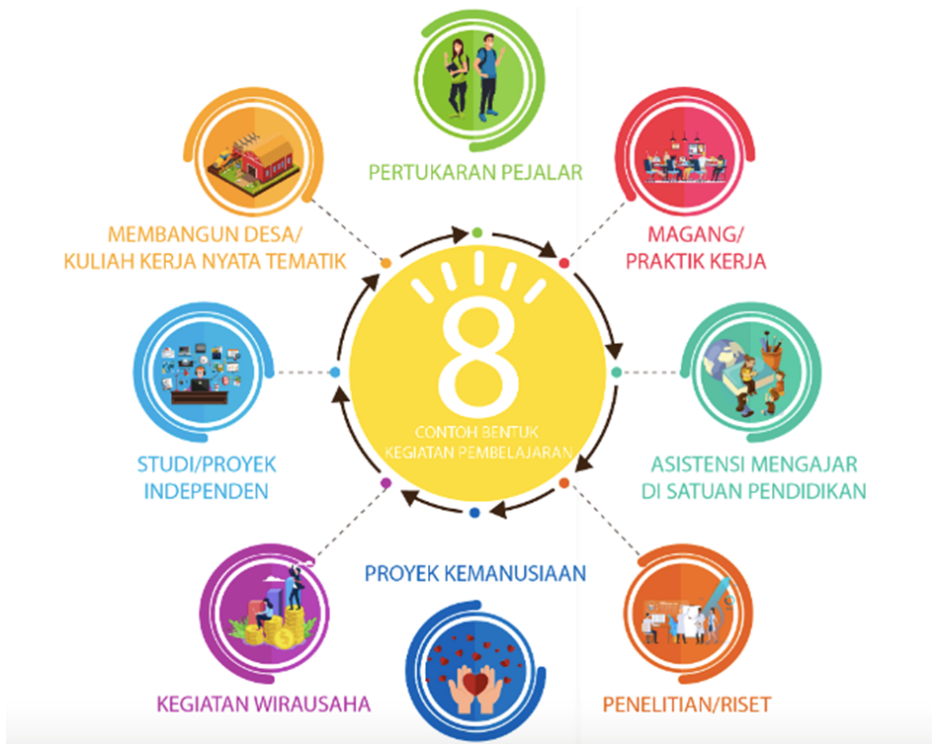 PERTUKARAN PEJALAR
MAGANG/
PRAKTIK KERJA
ASISTENSI MENGAJAR
DI SATUAN PENDIDIKAN
PENELITIAN/RISET
PROYEK KEMANUSIAAN
KEGIATAN WIRAUSAHA
STUDI/PROYEK
INDEPENDEN
MEMBANGUN DESA/
KULIAH KERJA NYATA TEMATIK
8
CONTOH BENTUK
KEGIATAN PEMBELAJARAN